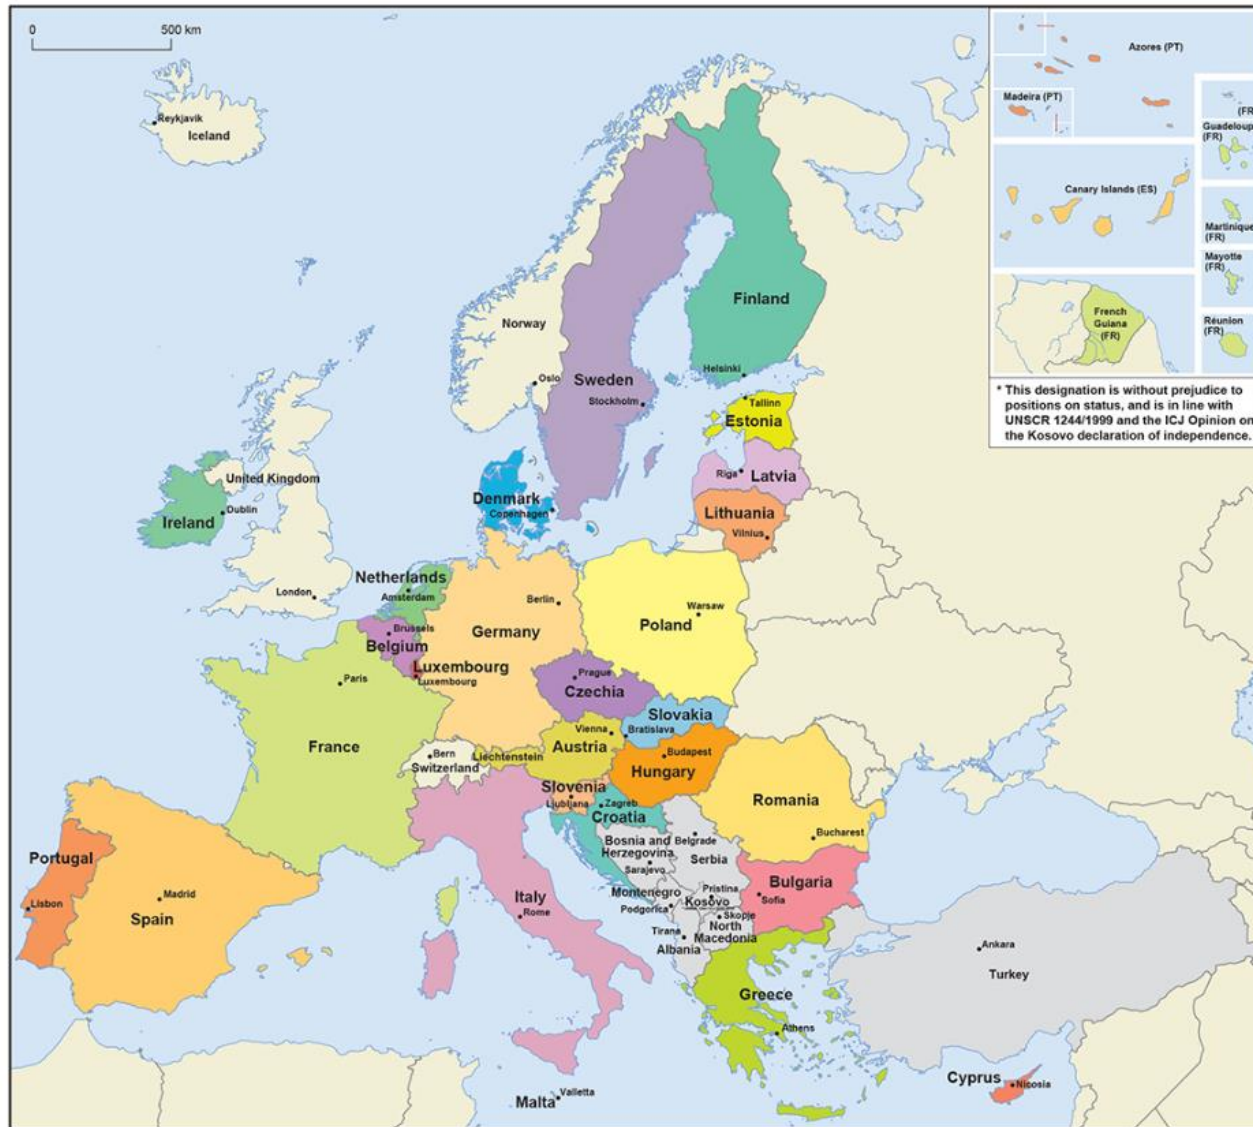 0
500 km
Reykjavik
Iceland
Azores (PT)
Madeira (PT)
(FR
Guadeloup
(FR)
Canary Islands (ES)
Martinique
(FR)
Mayotte
(FR)
French
Guiana
(FR)
Réunion
(FR)
* This designation is without prejudice to
positions on status, and is in line with
UNSCR 1244/1999 and the ICJ Opinion on
the Kosovo declaration of independence.
Norway
Oslo
Sweden
Stockholm
Finland
Helsinki
Tallinn
Estonia
Riga
Latvia
Lithuania
Vilnius
United Kingdom
Dublin
Ireland
London
Denmark
Copenhagen
Netherlands
Amsterdam
Brussels
Belgium
Luxembourg
Luxembourg
Berlin
Germany
Warsaw
Poland
Prague
Czechia
Slovakia
Bratislava
Vienna
Austria
Liechtenstein
Bern
Switzerland
Paris
France
Budapest
Hungary
Slovenia
Ljubljana
Zagreb
Croatia
Romania
Bucharest
Bosnia and
Herzegovina
Sarajevo
Belgrade
Serbia
Montenegro
Podgorica
Pristina
Kosovo
Skopje
North
Macedonia
Tirana
Albania
Bulgaria
Sofia
Portugal
Lisbon
Madrid
Spain
Italy
Rome
Greece
Athens
Ankara
Turkey
Cyprus
Nicosia
Malta
Valletta